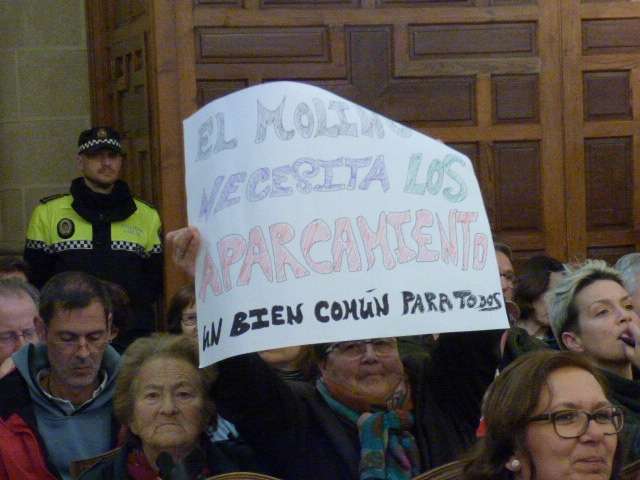 EL MOLINO
NECESITA LOS
APARCAMIENTO
UN BIEN COMÚN PARA TODOS